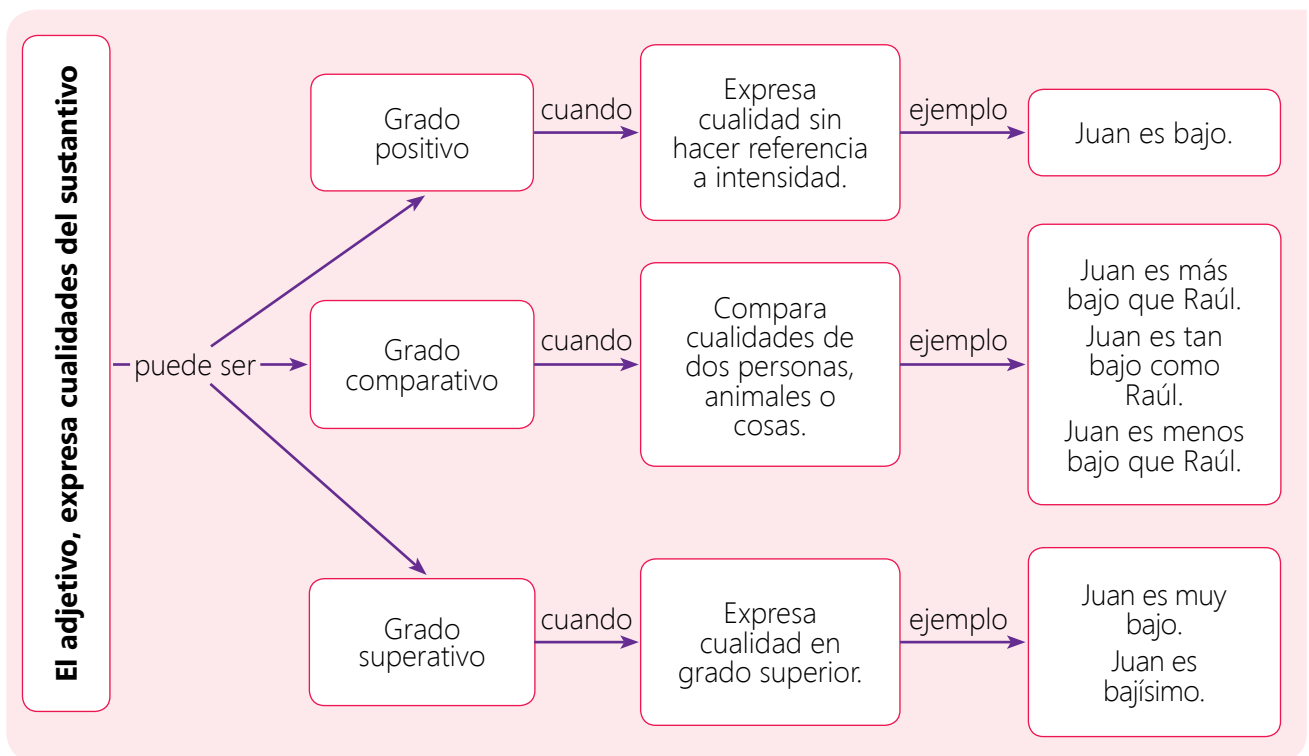 El adjetivo, expresa cualidades del sustantivo
puede ser
Grado
positivo
cuando
Expresa
cualidad sin
hacer referencia
a intensidad.
ejemplo
Juan es bajo.
Grado
comparativo
cuando
Compara
cualidades de
dos personas,
animales o
cosas.
ejemplo
Juan es más
bajo que Raúl.
Juan es tan
bajo como
Raúl.
Juan es menos
bajo que Raúl.
Grado
superativo
cuando
Expresa
cualidad en
grado superior.
ejemplo
Juan es muy
bajo.
Juan es
bajísimo.